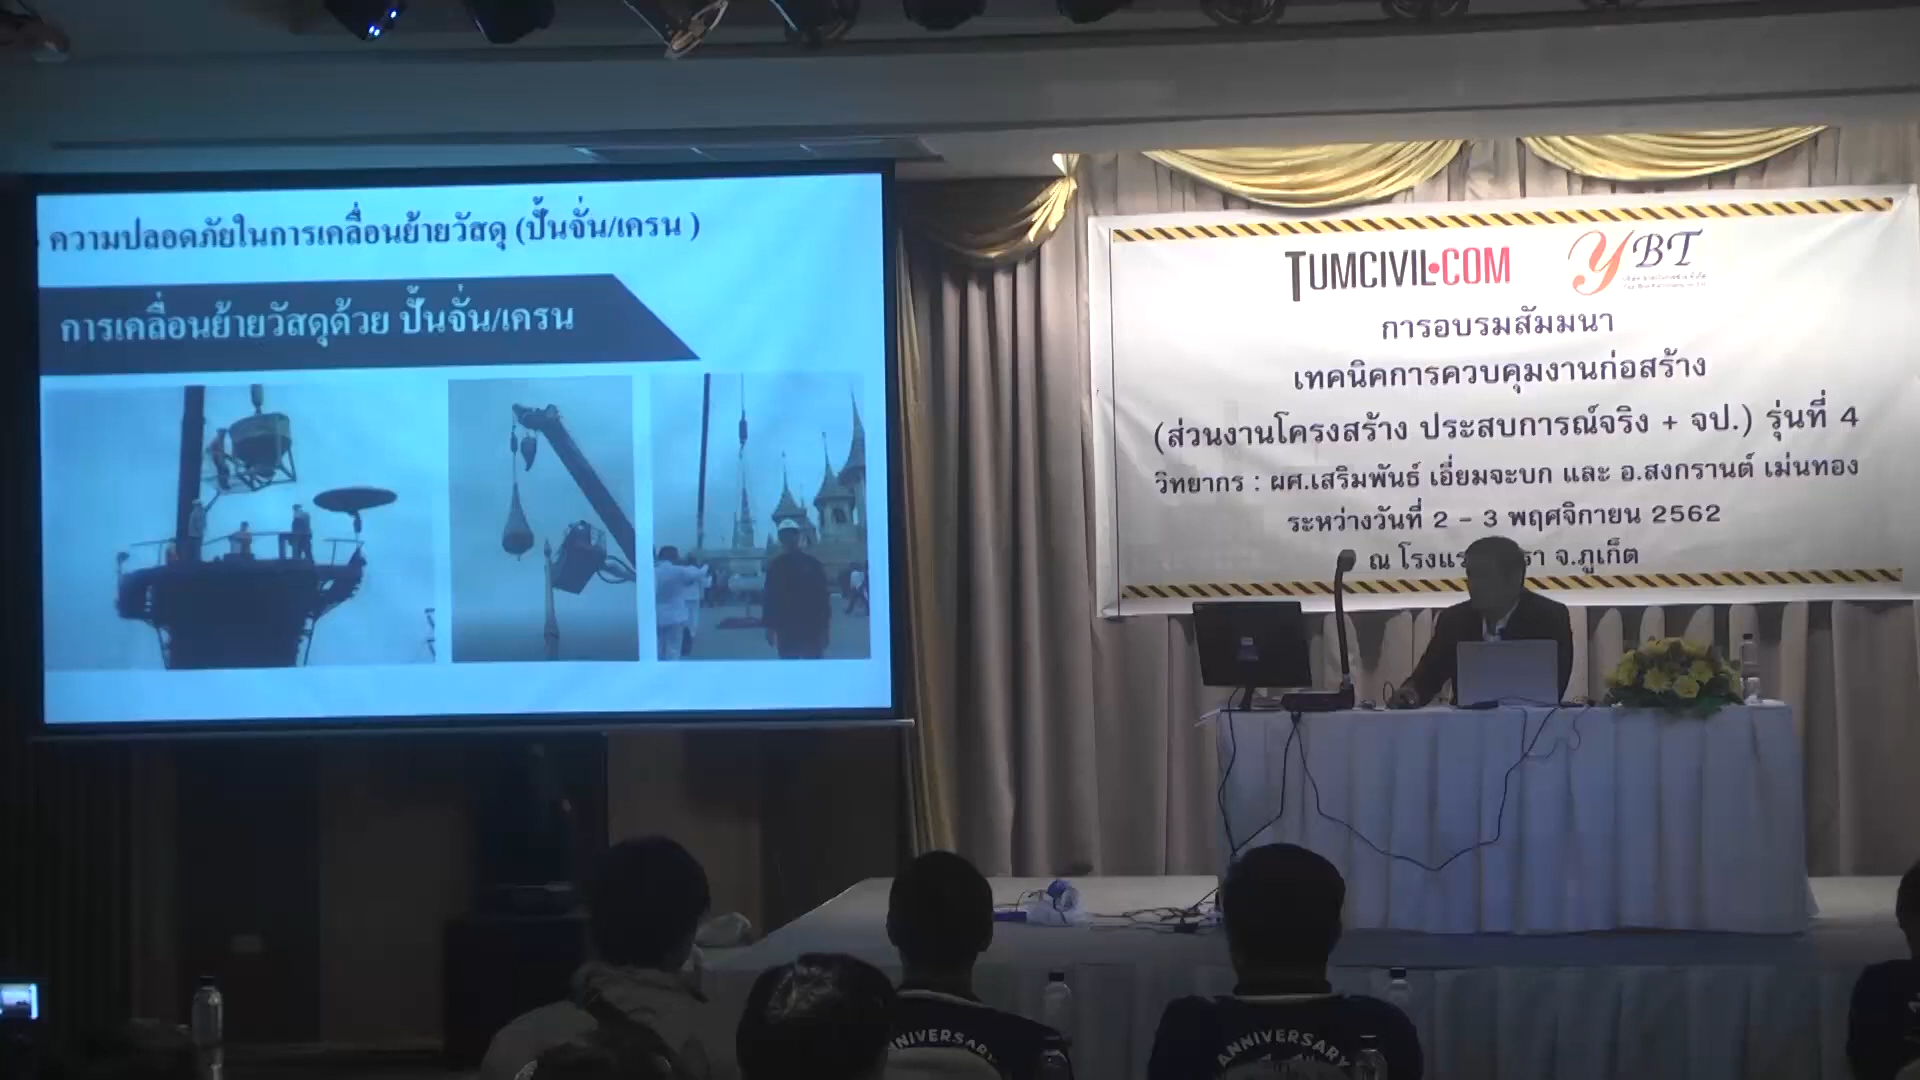 ความปลอดภัยในการเคลื่อนย้ายวัสดุ (ปั้นจั่น/เครน )
การเคลื่อนย้ายวัสดุด้วย ปั้นจั่น/เครน
TUMCIVIL.COM
YBT
การอบรมสัมมนา
เทคนิคการควบคุมงานก่อสร้าง
(ส่วนงานโครงสร้าง ประสบการณ์จริง + จป.) รุ่นที่ 4
วิทยากร : ผศ.เสริมพันธ์ เอี่ยมจะบก และ อ.สงกรานต์ เม่นทอง
ระหว่างวันที่ 2 - 3 พฤศจิกายน 2562
ณ จ.ภูเก็ต
ANNIVERSARY